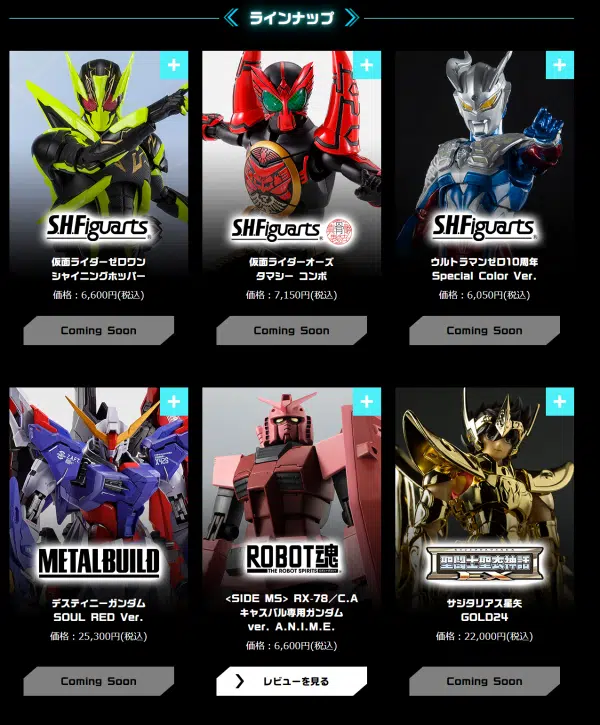 ラインナップ
S.H.Figuarts
仮面ライダーゼロワン
シャイニングホッパー
価格：6,600円(税込)
Coming Soon
S.H.Figuarts
仮面ライダーオーズ
タマシー コンボ
価格：7,150円(税込)
Coming Soon
S.H.Figuarts
ウルトラマンゼロ10周年
Special Color Ver.
価格：6,050円(税込)
Coming Soon
METAL BUILD
デスティニーガンダム
SOUL RED Ver.
価格：25,300円(税込)
Coming Soon
ROBOT魂
THE ROBOT SPIRITS
<SIDE MS> RX-78／C.A
キャスバル専用ガンダム
ver. A.N.I.M.E.
価格：6,600円(税込)
レビューを見る
聖闘士聖衣神話
EX
サジタリアス星矢
GOLD24
価格：22,000円(税込)
Coming Soon